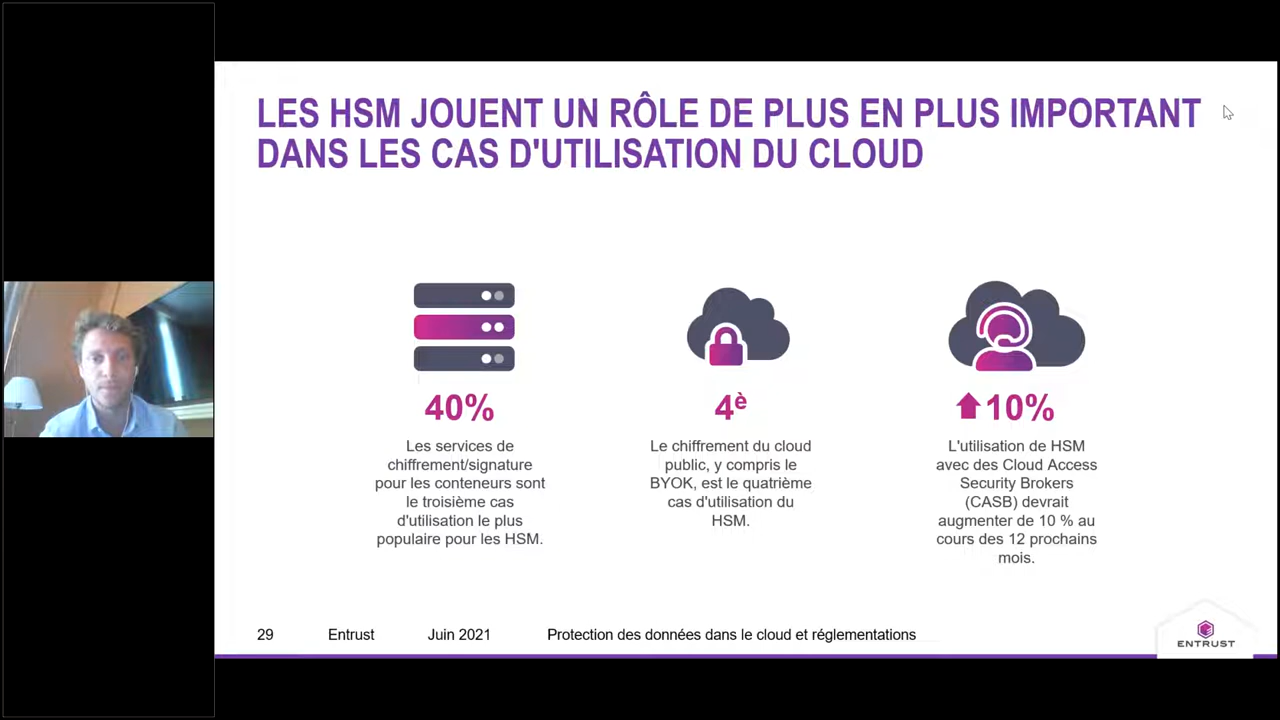 LES HSM JOUENT UN RÔLE DE PLUS EN PLUS IMPORTANT
DANS LES CAS D'UTILISATION DU CLOUD
40%
Les services de
chiffrement/signature
pour les conteneurs sont
le troisième cas
d'utilisation le plus
populaire pour les HSM.
4è
Le chiffrement du cloud
public, y compris le
BYOK, est le quatrième
cas d'utilisation du
HSM.
10%
L'utilisation de HSM
avec des Cloud Access
Security Brokers
(CASB) devrait
augmenter de 10 % au
cours des 12 prochains
mois.
29 Entrust Juin 2021 Protection des données dans le cloud et réglementations
ENTRUST